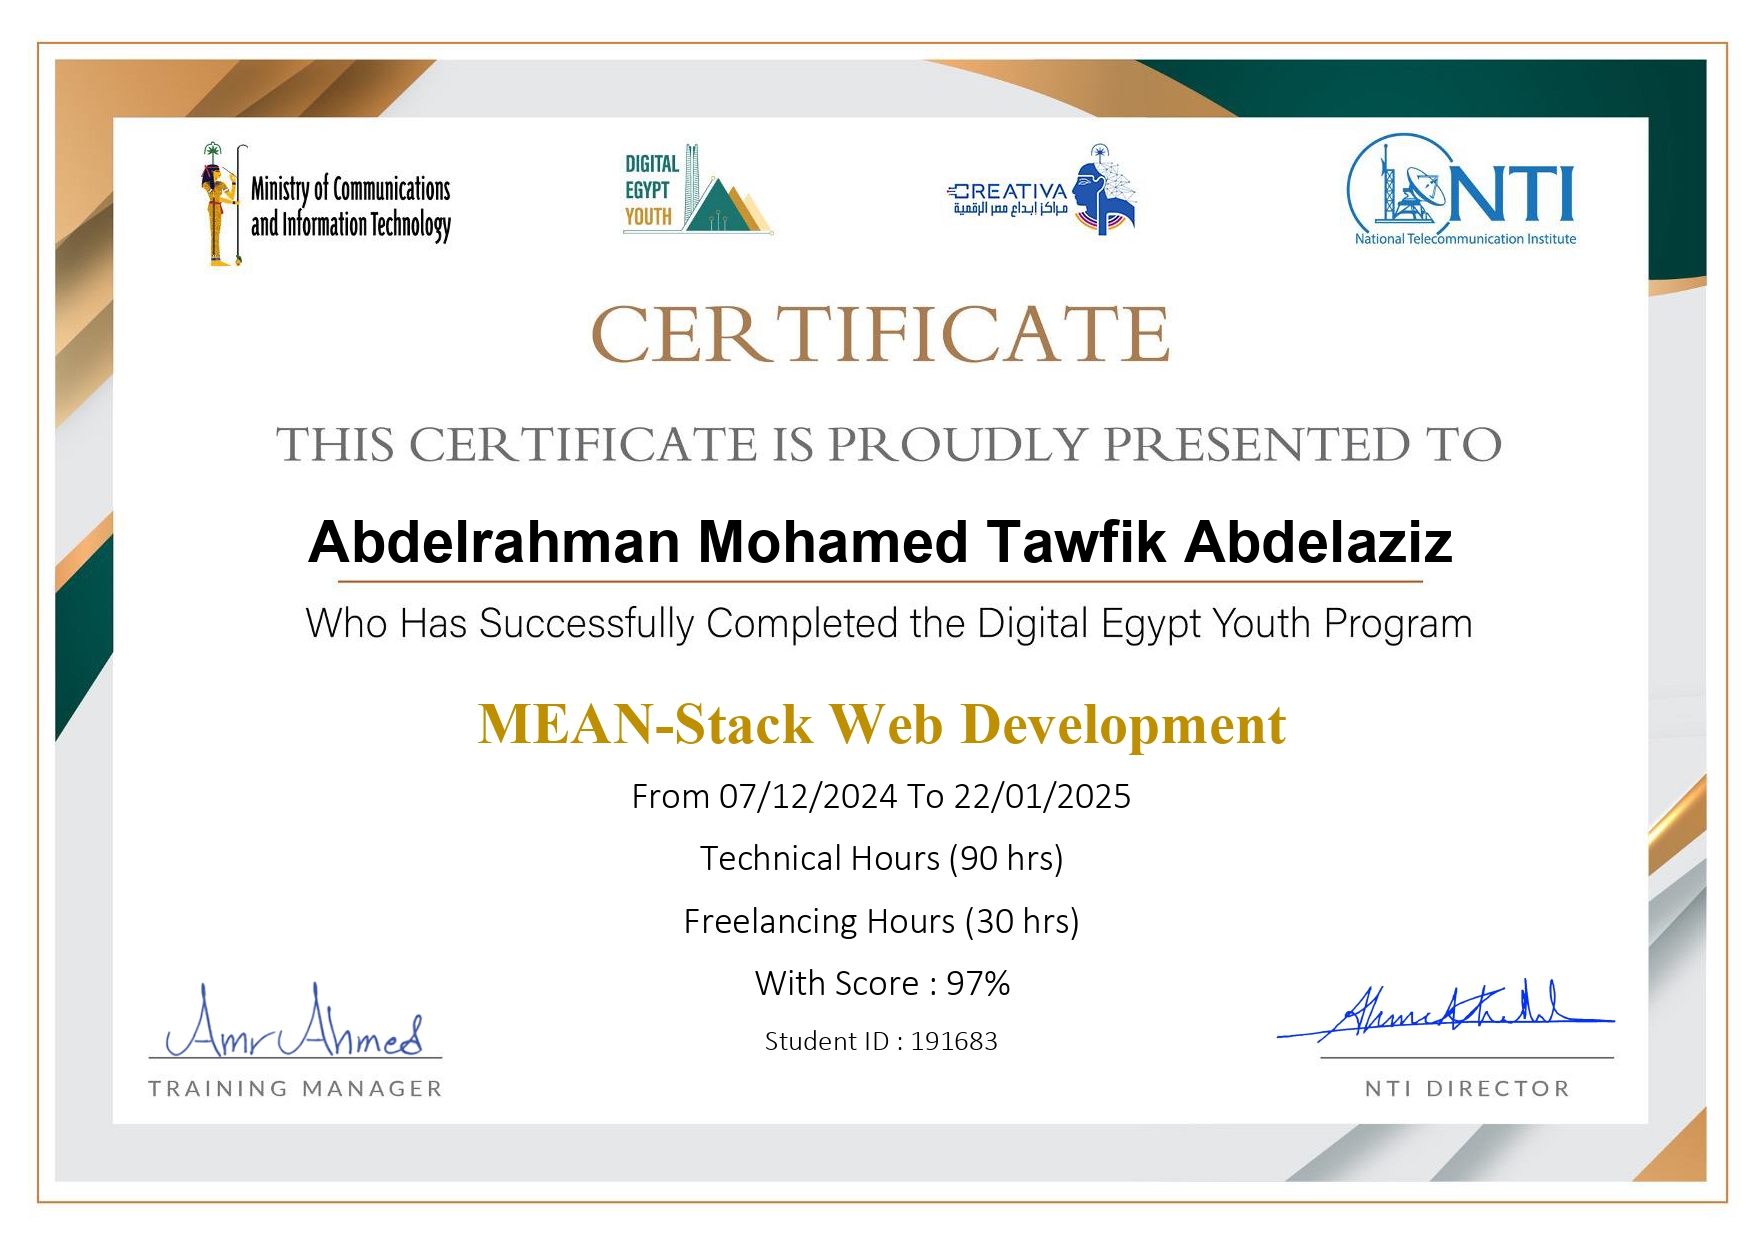 Ministry of Communications
and Information Technology
DIGITAL
EGYPT
YOUTH
CREATIVA
مراكز إبداع مصر الرقمية
NTI
National Telecommunication Institute
CERTIFICATE
THIS CERTIFICATE IS PROUDLY PRESENTED TO
Abdelrahman Mohamed Tawfik Abdelaziz
Who Has Successfully Completed the Digital Egypt Youth Program
MEAN-Stack Web Development
From 07/12/2024 To 22/01/2025
Technical Hours (90 hrs)
Freelancing Hours (30 hrs)
With Score : 97%
Student ID : 191683
Amr Ahmed
TRAINING MANAGER
NTI DIRECTOR